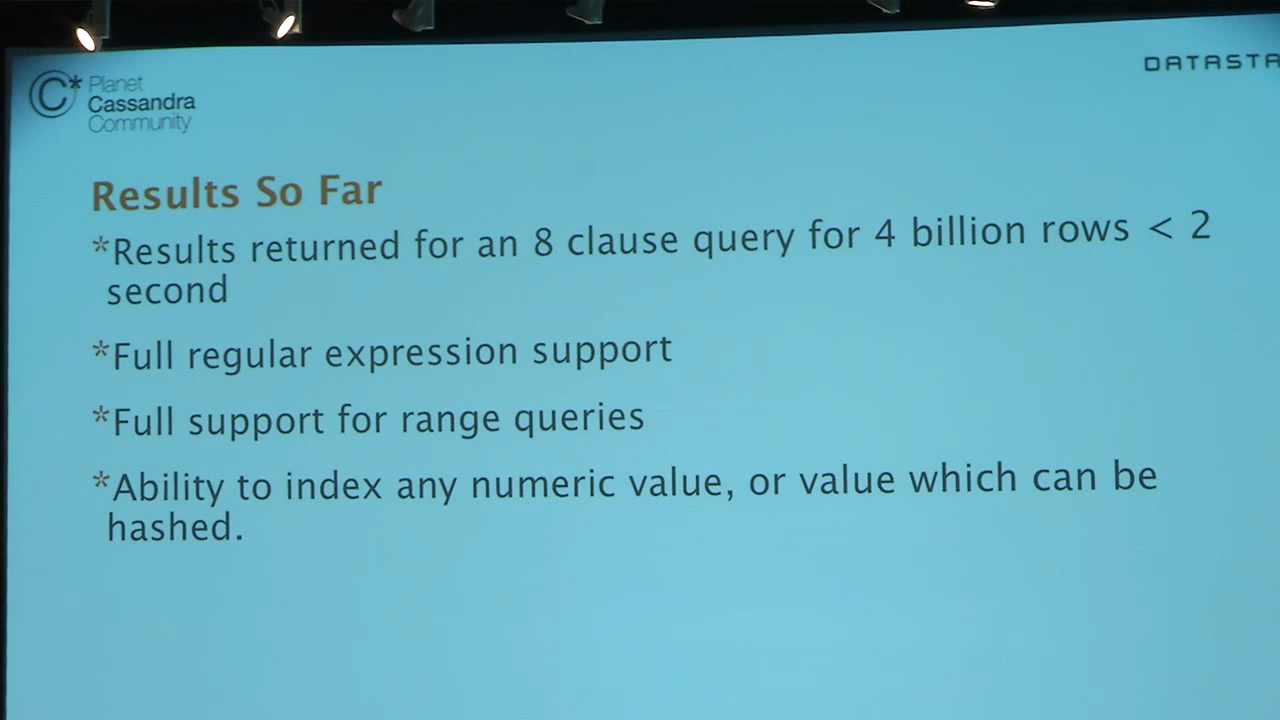 C*
Planet
Cassandra
Community
DATASTA
Results So Far
*Results returned for an 8 clause query for 4 billion rows < 2
second
*Full regular expression support
*Full support for range queries
*Ability to index any numeric value, or value which can be
hashed.